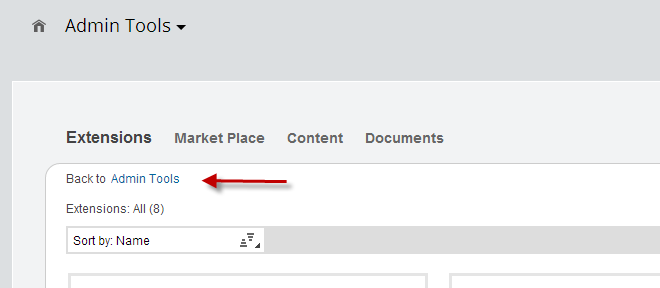 Admin Tools
Extensions Market Place Content Documents
Back to Admin Tools
Extensions: All (8)
Sort by: Name